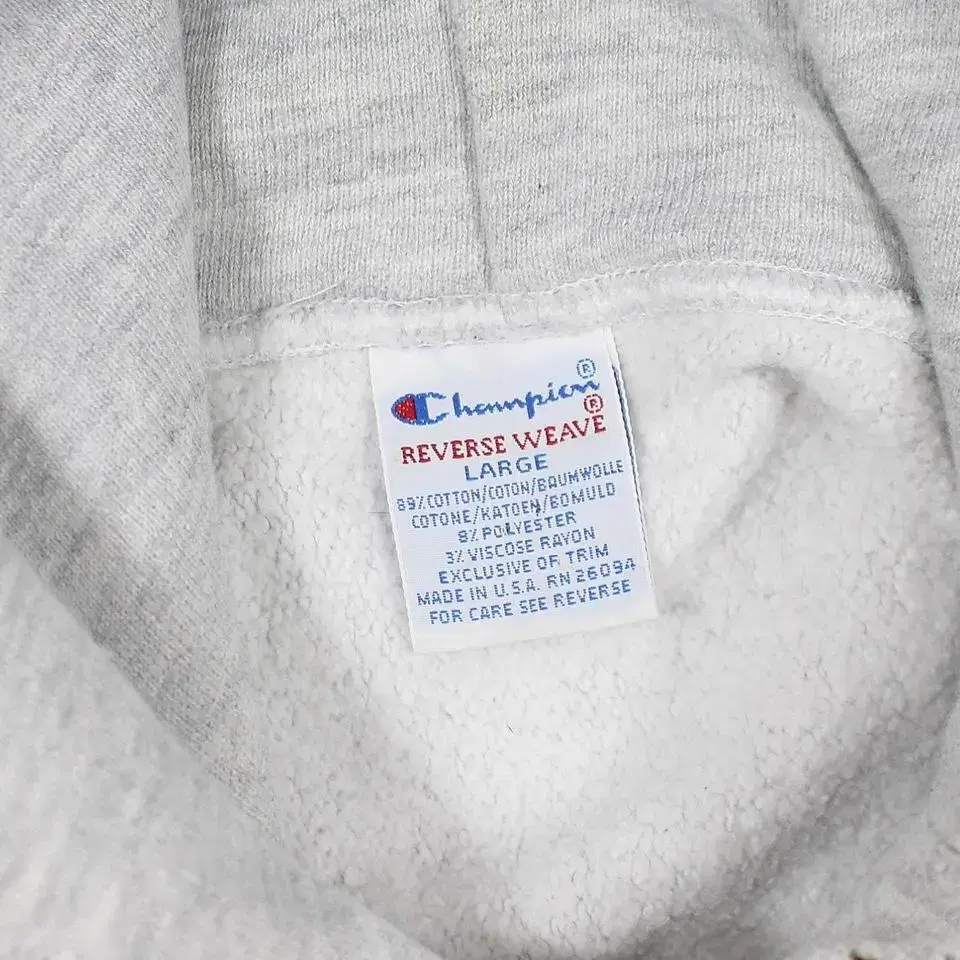 Champion®
REVERSE WEAVE®
LARGE
89% COTTON/COTON/BAUMWOLLE
COTONE/KATOEN/BOMULD
8% POLYESTER
3% VISCOSE RAYON
EXCLUSIVE OF TRIM
MADE IN U.S.A. RN 26094
FOR CARE SEE REVERSE